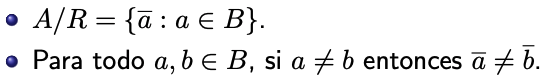 A/R = {a̅ : a ∈ B}.
Para todo a, b ∈ B, si a ≠ b entonces a̅ ≠ b̅.